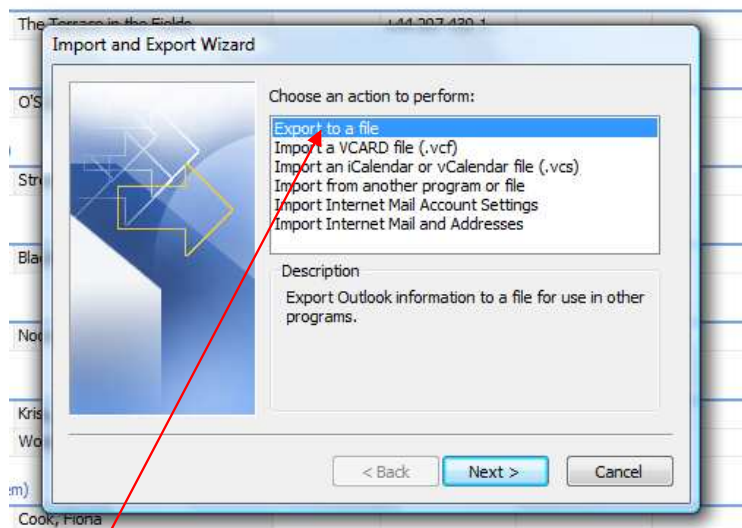 The Terrace in the Fields +44 207 439 1
Import and Export Wizard
Choose an action to perform:
O'S
Export to a file
Import a VCARD file (.vcf)
Import an iCalendar or vCalendar file (.vcs)
Stre
Import from another program or file
Import Internet Mail Account Settings
Import Internet Mail and Addresses
Bla
Description
Export Outlook information to a file for use in other
programs.
Noo
Kris
Wo
< Back Next > Cancel
em)
Cook, Fiona